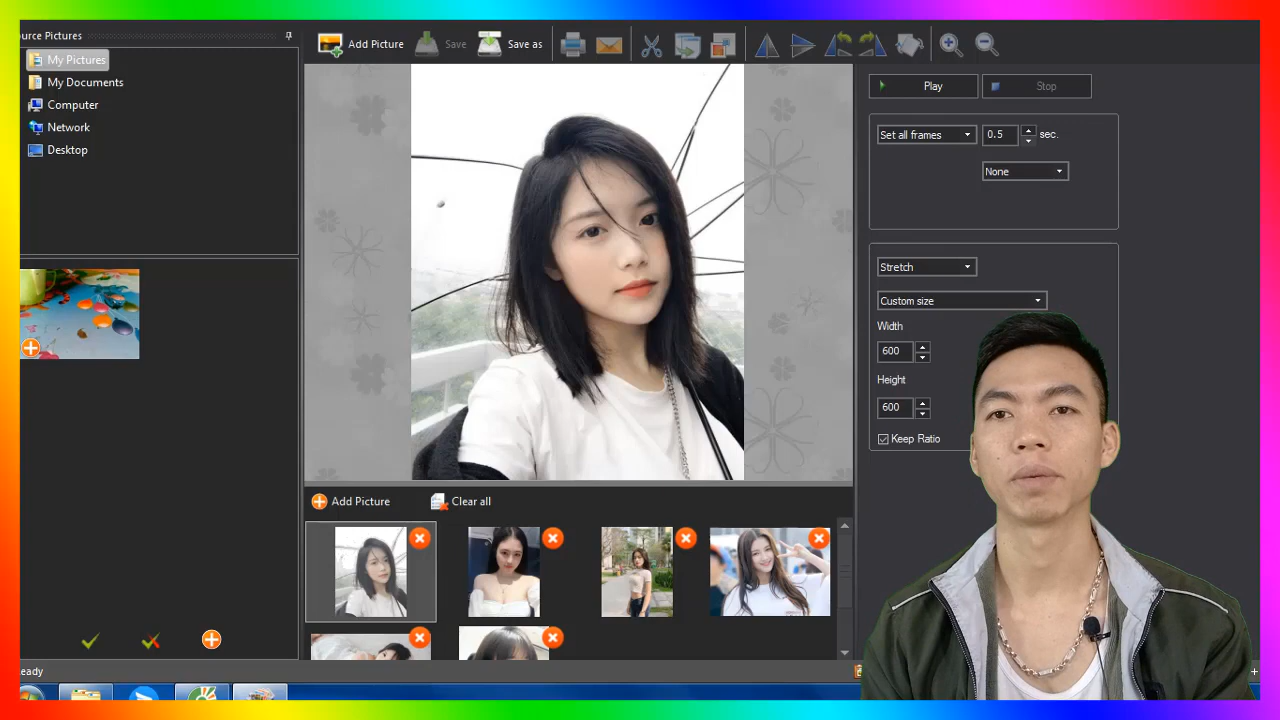 urce Pictures
My Pictures
My Documents
Computer
Network
Desktop
Add Picture
Save
Save as
Play
Stop
Set all frames
0.5
sec.
None
Stretch
Custom size
Width
600
Height
600
Keep Ratio
Add Picture
Clear all
eady